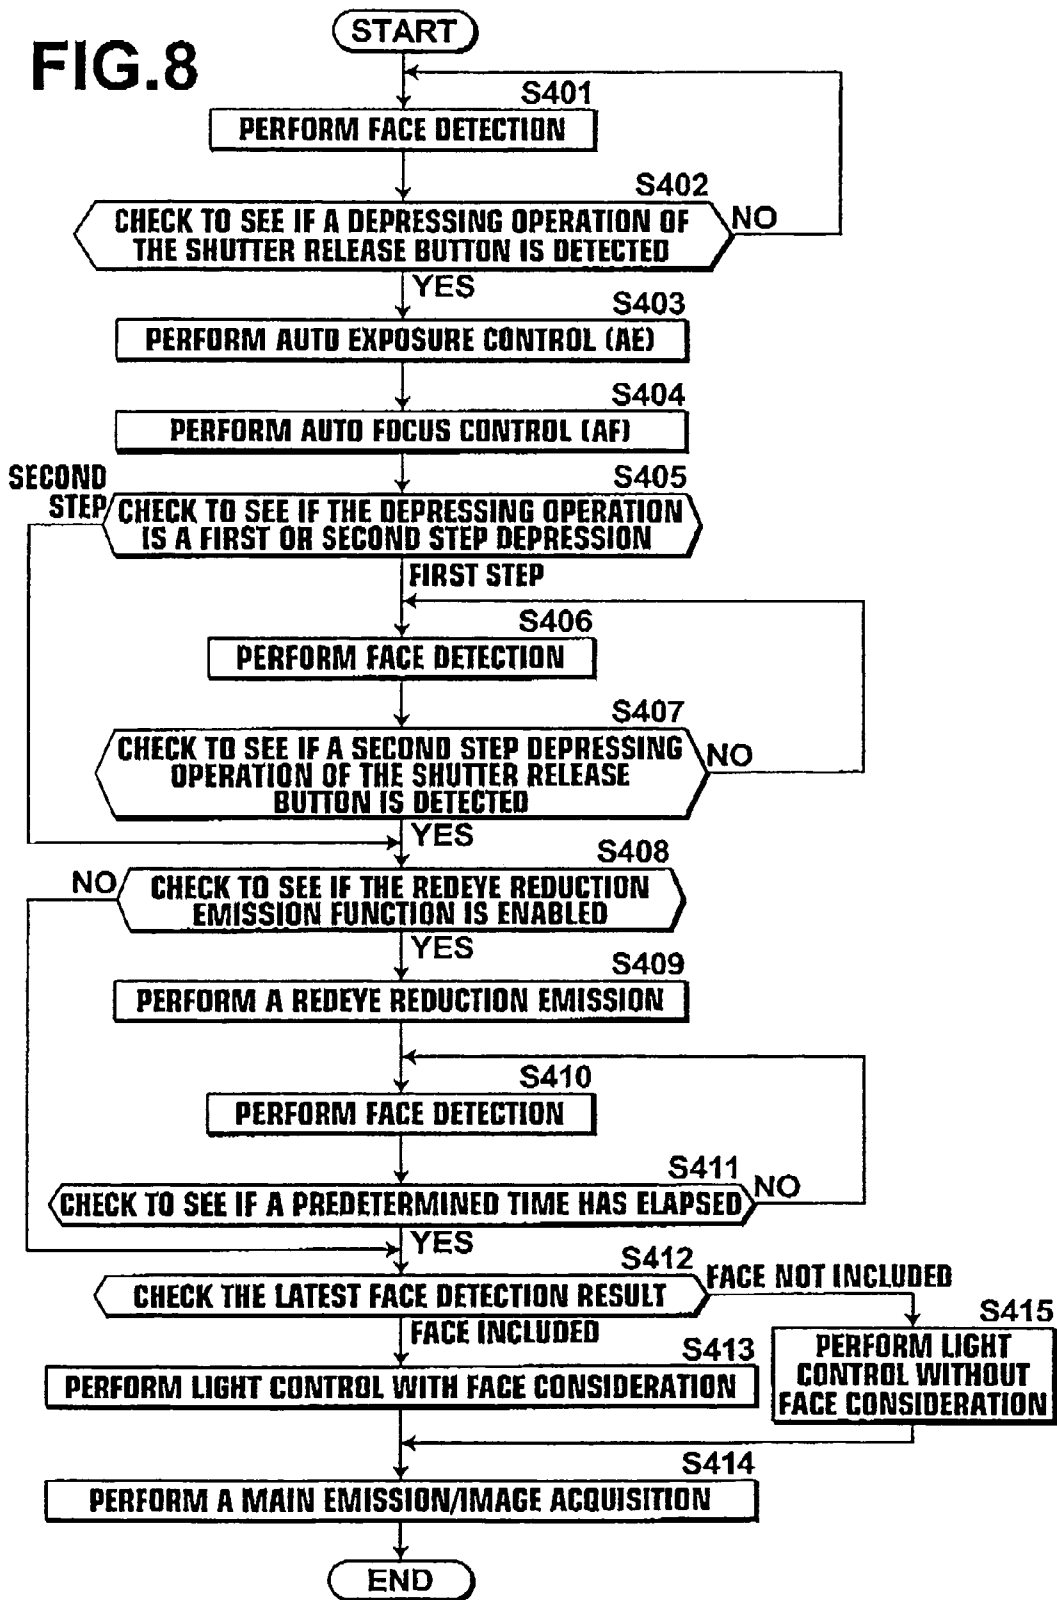 FIG.8
START
S401
PERFORM FACE DETECTION
S402
CHECK TO SEE IF A DEPRESSING OPERATION OF
THE SHUTTER RELEASE BUTTON IS DETECTED
NO
YES
S403
PERFORM AUTO EXPOSURE CONTROL (AE)
S404
PERFORM AUTO FOCUS CONTROL (AF)
SECOND
STEP
S405
CHECK TO SEE IF THE DEPRESSING OPERATION
IS A FIRST OR SECOND STEP DEPRESSION
FIRST STEP
S406
PERFORM FACE DETECTION
S407
CHECK TO SEE IF A SECOND STEP DEPRESSING
OPERATION OF THE SHUTTER RELEASE
BUTTON IS DETECTED
NO
YES
S408
NO
CHECK TO SEE IF THE REDEYE REDUCTION
EMISSION FUNCTION IS ENABLED
YES
S409
PERFORM A REDEYE REDUCTION EMISSION
S410
PERFORM FACE DETECTION
S411
CHECK TO SEE IF A PREDETERMINED TIME HAS ELAPSED
NO
YES
S412
CHECK THE LATEST FACE DETECTION RESULT
FACE NOT INCLUDED
FACE INCLUDED
S413
PERFORM LIGHT CONTROL WITH FACE CONSIDERATION
S415
PERFORM LIGHT
CONTROL WITHOUT
FACE CONSIDERATION
S414
PERFORM A MAIN EMISSION/IMAGE ACQUISITION
END